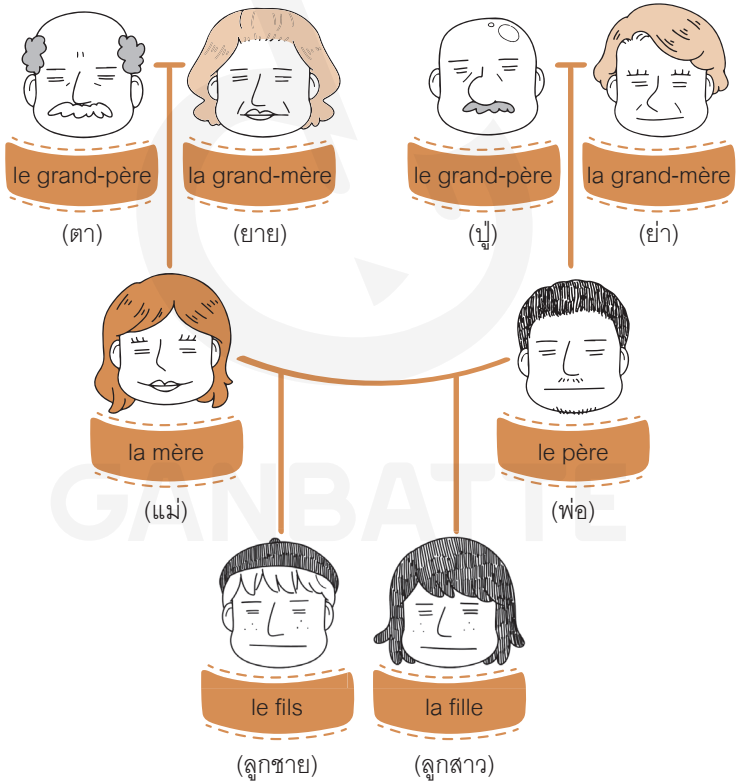 le grand-père
la grand-mère
le grand-père
la grand-mère
(ตา)
(ยาย)
(ปู่)
(ย่า)
la mère
le père
(แม่)
(พ่อ)
GANBATTE
le fils
la fille
(ลูกชาย)
(ลูกสาว)